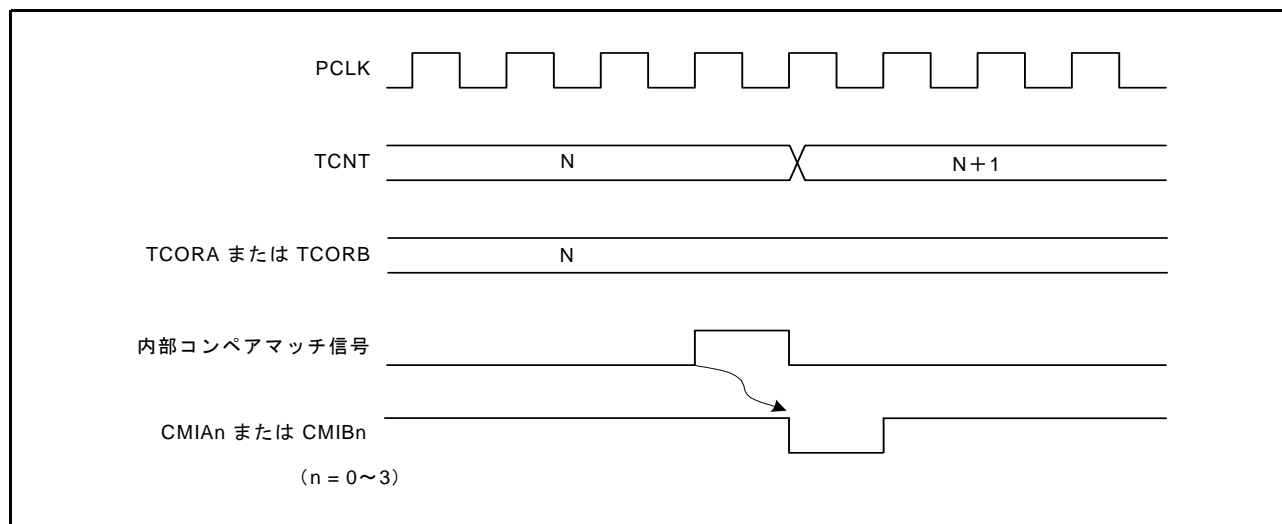 PCLK
TCNT
N
N+1
TCORA または TCORB
N
内部コンペアマッチ信号
CMIAn または CMIBn
（n = 0～3）